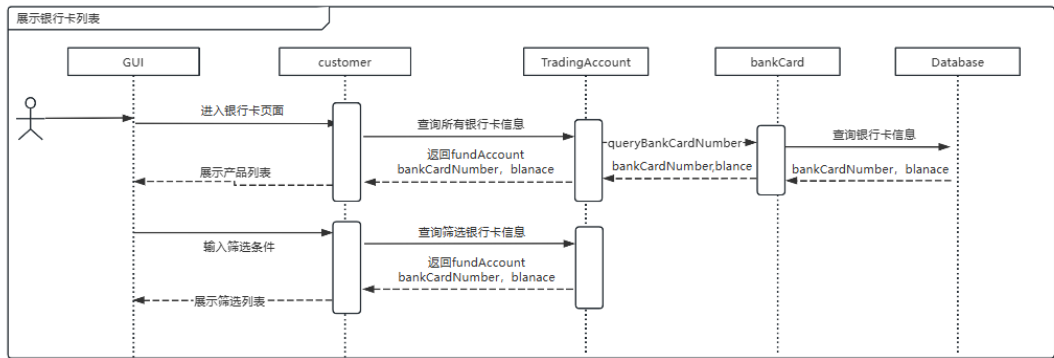 展示银行卡列表
GUI
customer
TradingAccount
bankCard
Database
进入银行卡页面
查询所有银行卡信息
queryBankCardNumber
查询银行卡信息
返回fundAccount
bankCardNumber，blanace
bankCardNumber,blance
bankCardNumber，blanace
展示产品列表
输入筛选条件
查询筛选银行卡信息
返回fundAccount
bankCardNumber，blanace
展示筛选列表